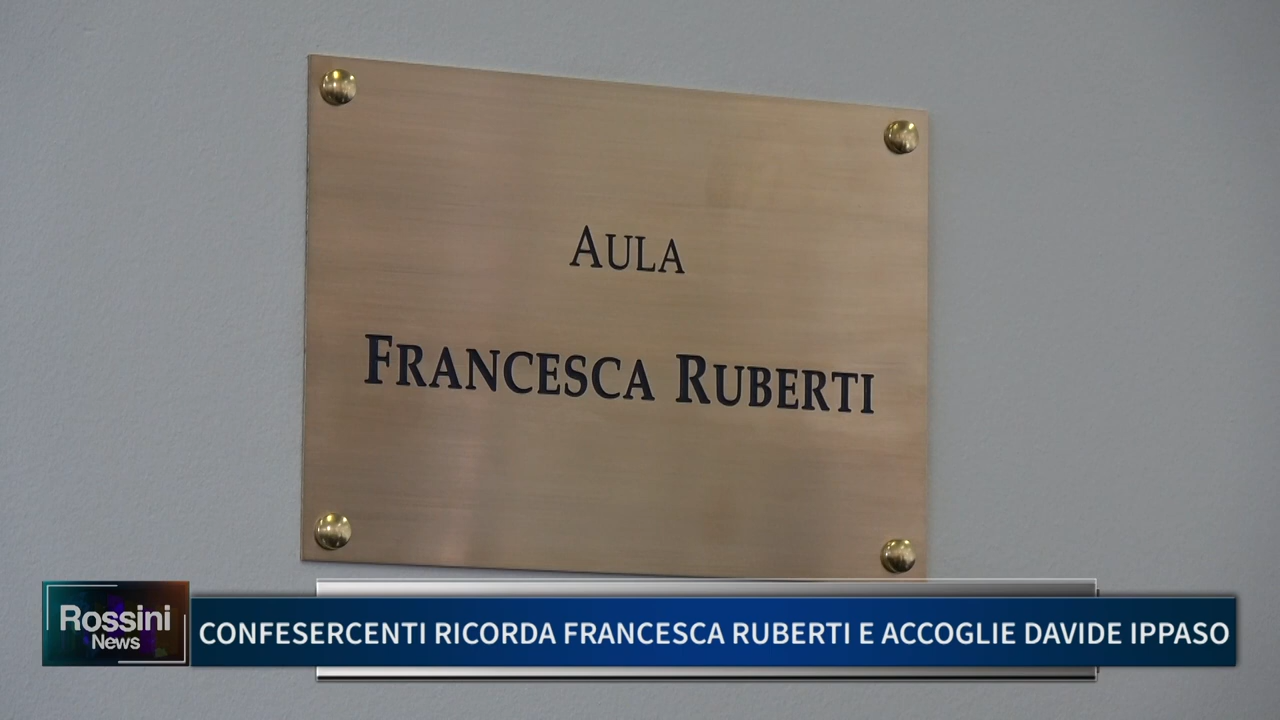 AULA
FRANCESCA RUBERTI
Rossini
News
CONFESERCENTI RICORDA FRANCESCA RUBERTI E ACCOGLIE DAVIDE IPPASO